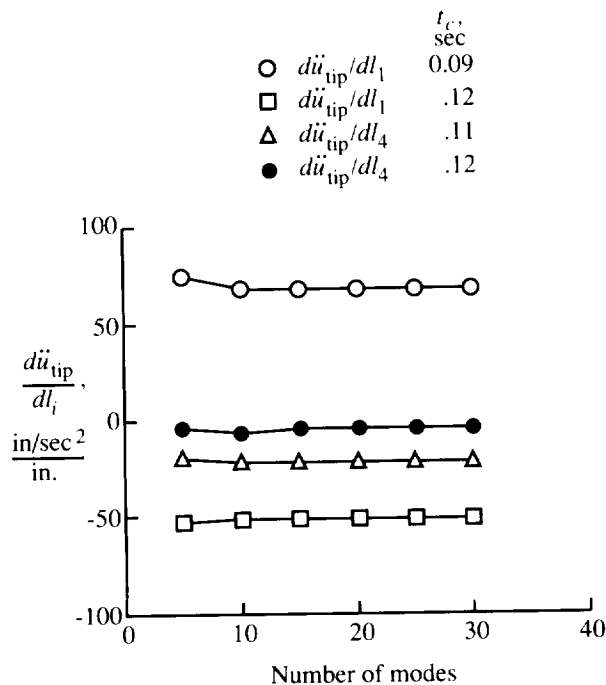 t_c,
sec
dü_tip/dl_1 0.09
dü_tip/dl_1 .12
dü_tip/dl_4 .11
dü_tip/dl_4 .12
100
50
dü_tip
dl_i ,
0
in/sec^2
in.
-50
-100
0 10 20 30 40
Number of modes